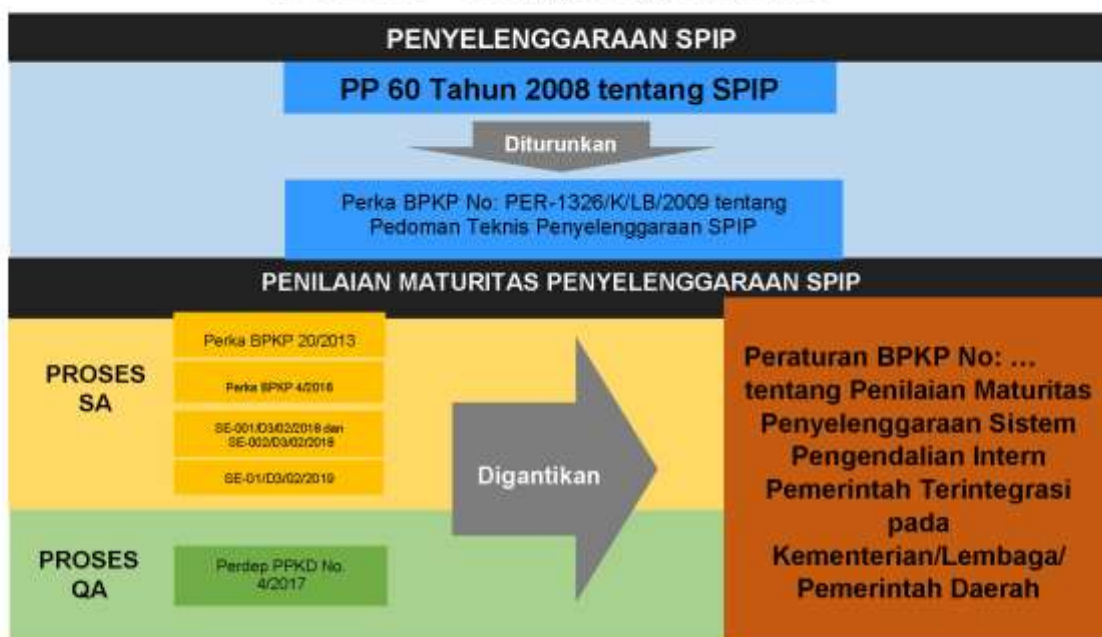 PENYELENGGARAAN SPIP
PP 60 Tahun 2008 tentang SPIP
Diturunkan
Perka BPKP No: PER-1326/K/LB/2009 tentang
Pedoman Teknis Penyelenggaraan SPIP
PENILAIAN MATURITAS PENYELENGGARAAN SPIP
PROSES
SA
Perka BPKP 20/2013
Perka BPKP 4/2016
SE-001/D3/02/2018 dan
SE-002/D3/02/2018
SE-01/D3/02/2019
PROSES
QA
Perdep PPKD No.
4/2017
Digantikan
Peraturan BPKP No: ...
tentang Penilaian Maturitas
Penyelenggaraan Sistem
Pengendalian Intern
Pemerintah Terintegrasi
pada
Kementerian/Lembaga/
Pemerintah Daerah